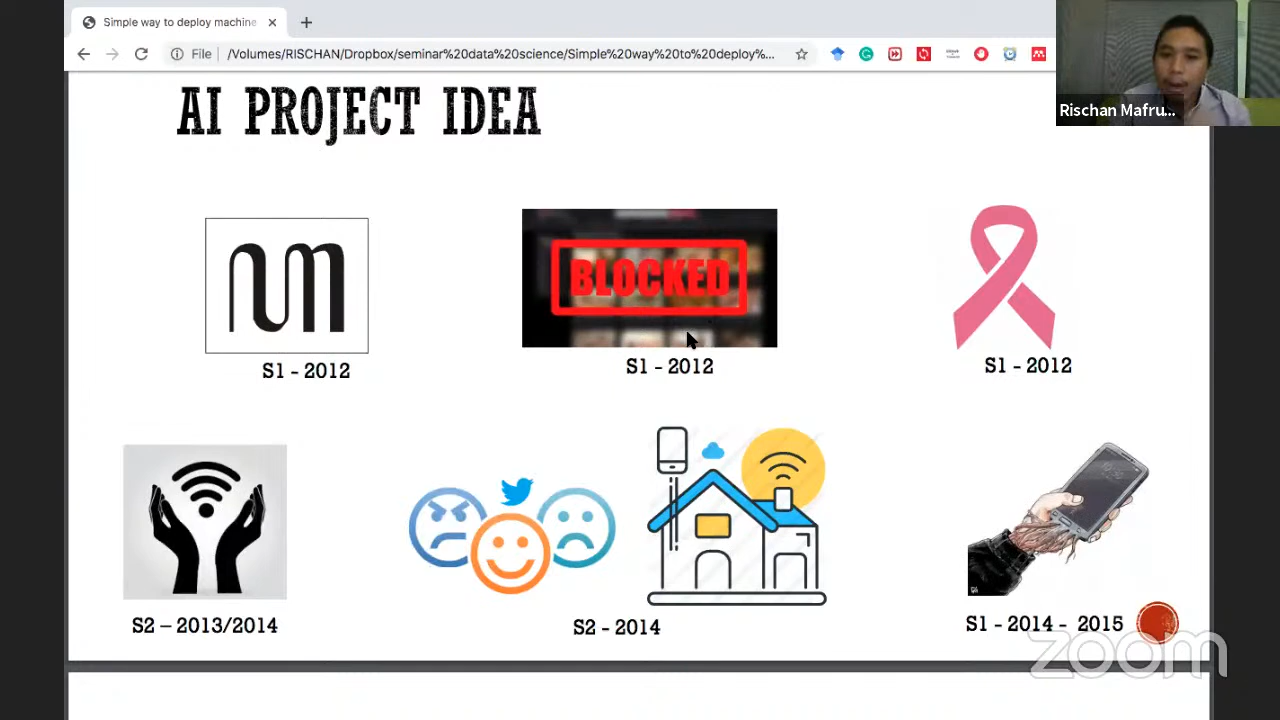 Simple way to deploy machine
File
/Volumes/RISCHAN/Dropbox/seminar%20data%20science/Simple%20way%20to%20deploy%...
Rischan Mafru...
AI PROJECT IDEA
BLOCKED
S1 - 2012
S1 - 2012
S1 - 2012
S2 – 2013/2014
S2 - 2014
S1 - 2014 - 2015
zoom